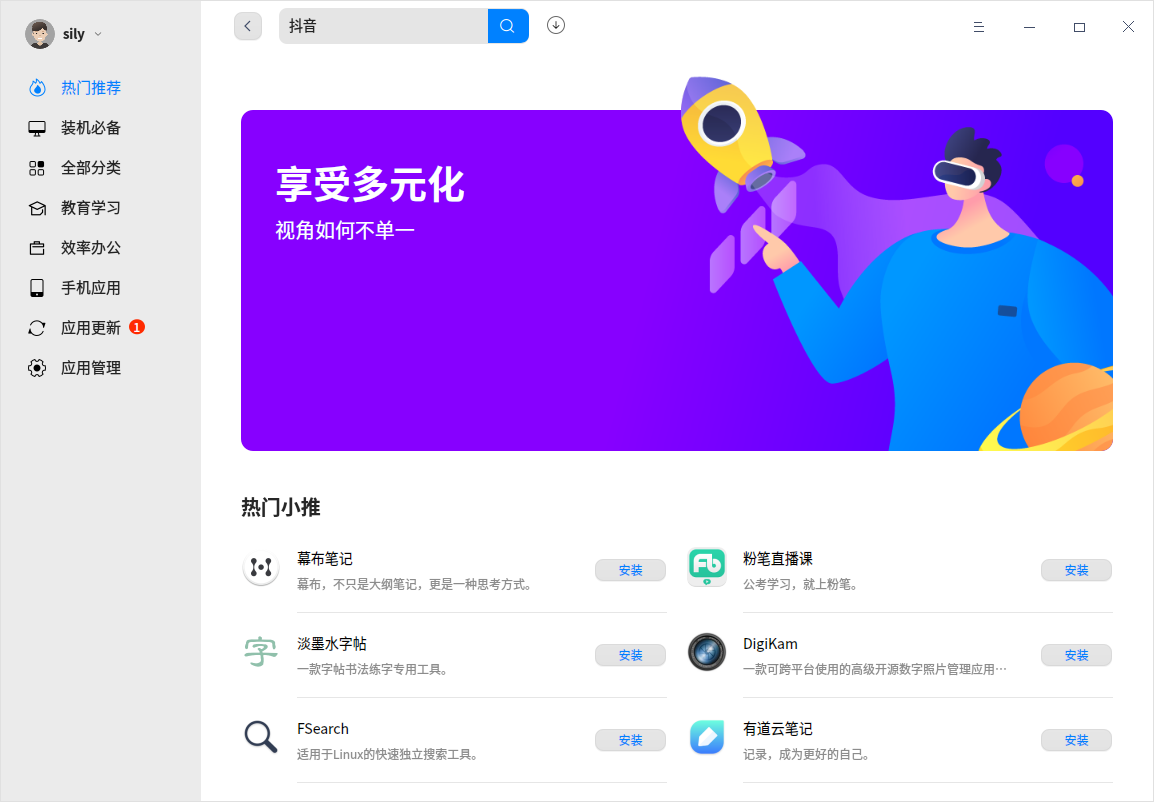 sily
抖音
热门推荐
装机必备
全部分类
教育学习
效率办公
手机应用
应用更新 1
应用管理
享受多元化
视角如何不单一
热门小推
幕布笔记
幕布，不只是大纲笔记，更是一种思考方式。
安装
粉笔直播课
公考学习，就上粉笔。
安装
淡墨水字帖
一款字帖书法练字专用工具。
安装
字
DigiKam
一款可跨平台使用的高级开源数字照片管理应用…
安装
FSearch
适用于Linux的快速独立搜索工具。
安装
有道云笔记
记录，成为更好的自己。
安装
Fb